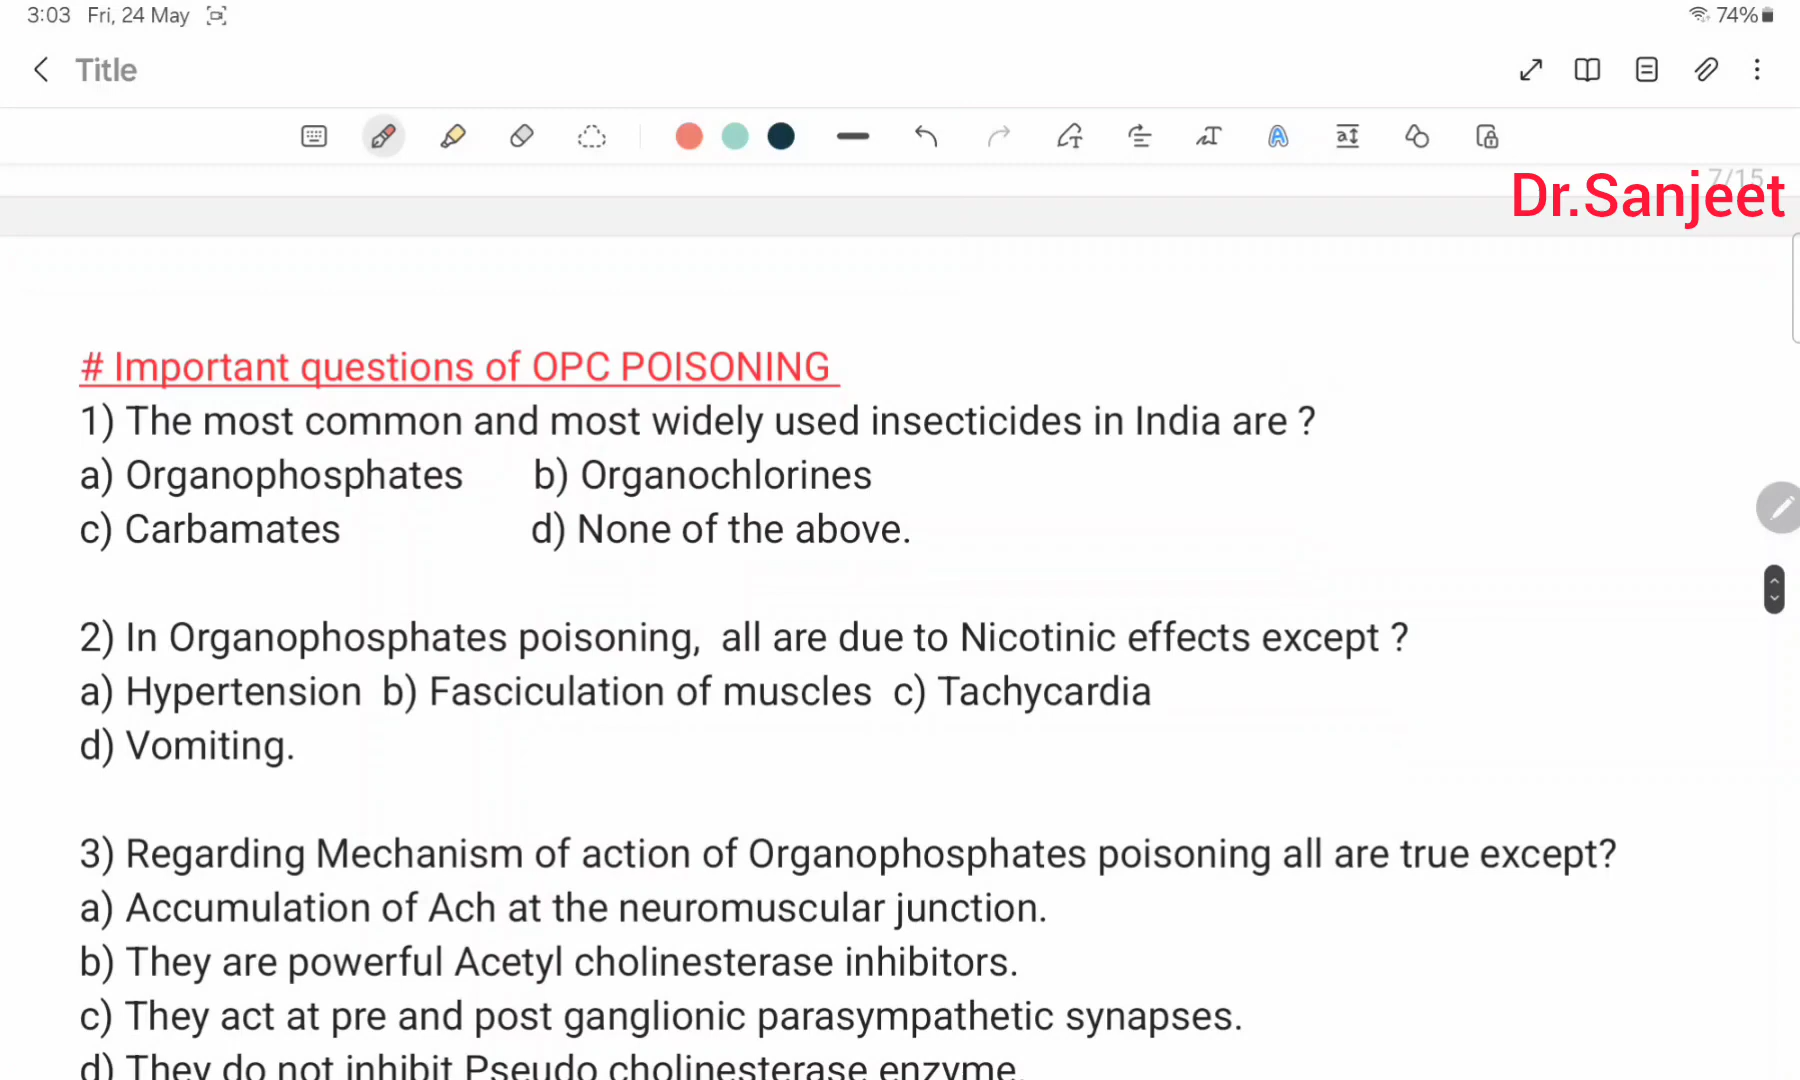 3:03 Fri, 24 May
74%
Title
7/15
Dr.Sanjeet
# Important questions of OPC POISONING
1) The most common and most widely used insecticides in India are ?
a) Organophosphates b) Organochlorines
c) Carbamates d) None of the above.
2) In Organophosphates poisoning, all are due to Nicotinic effects except ?
a) Hypertension b) Fasciculation of muscles c) Tachycardia
d) Vomiting.
3) Regarding Mechanism of action of Organophosphates poisoning all are true except?
a) Accumulation of Ach at the neuromuscular junction.
b) They are powerful Acetyl cholinesterase inhibitors.
c) They act at pre and post ganglionic parasympathetic synapses.
d) They do not inhibit Pseudo cholinesterase enzyme.